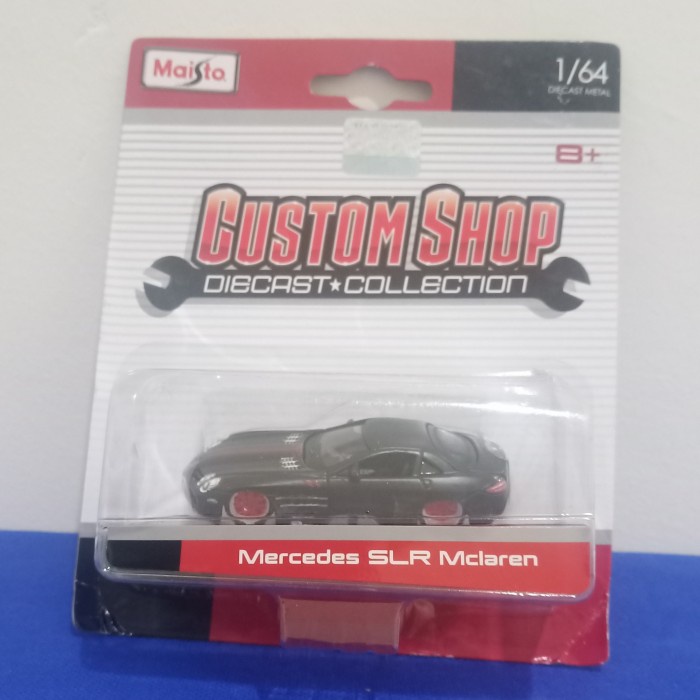 Maisto
1/64
DIECAST METAL
8+
CUSTOM SHOP
DIECAST★COLLECTION
Mercedes SLR Mclaren